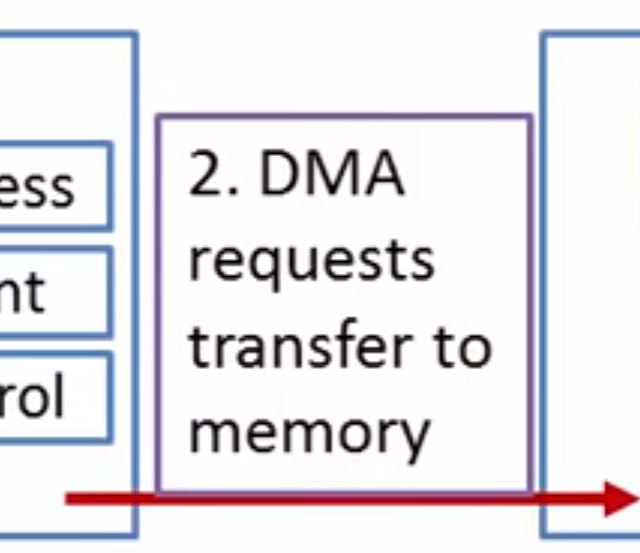 ess
nt
rol
2. DMA
requests
transfer to
memory